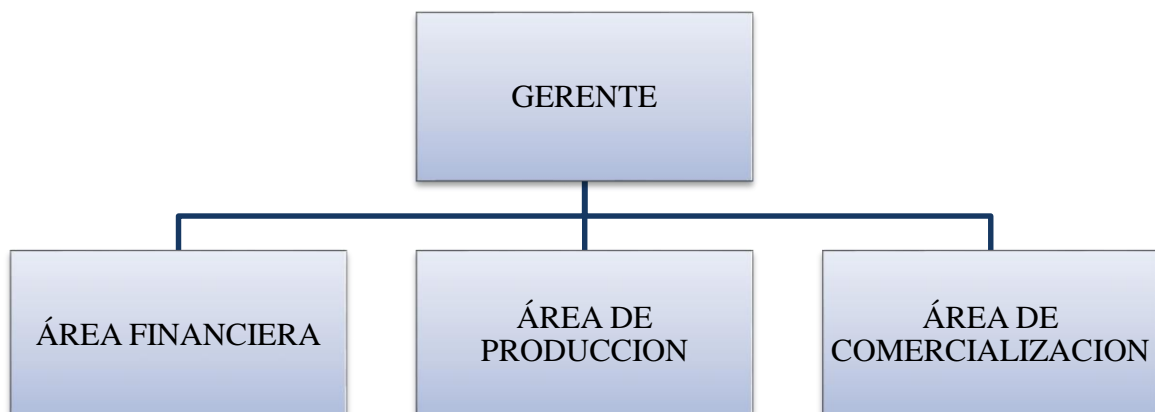 GERENTE
ÁREA FINANCIERA
ÁREA DE
PRODUCCION
ÁREA DE
COMERCIALIZACION